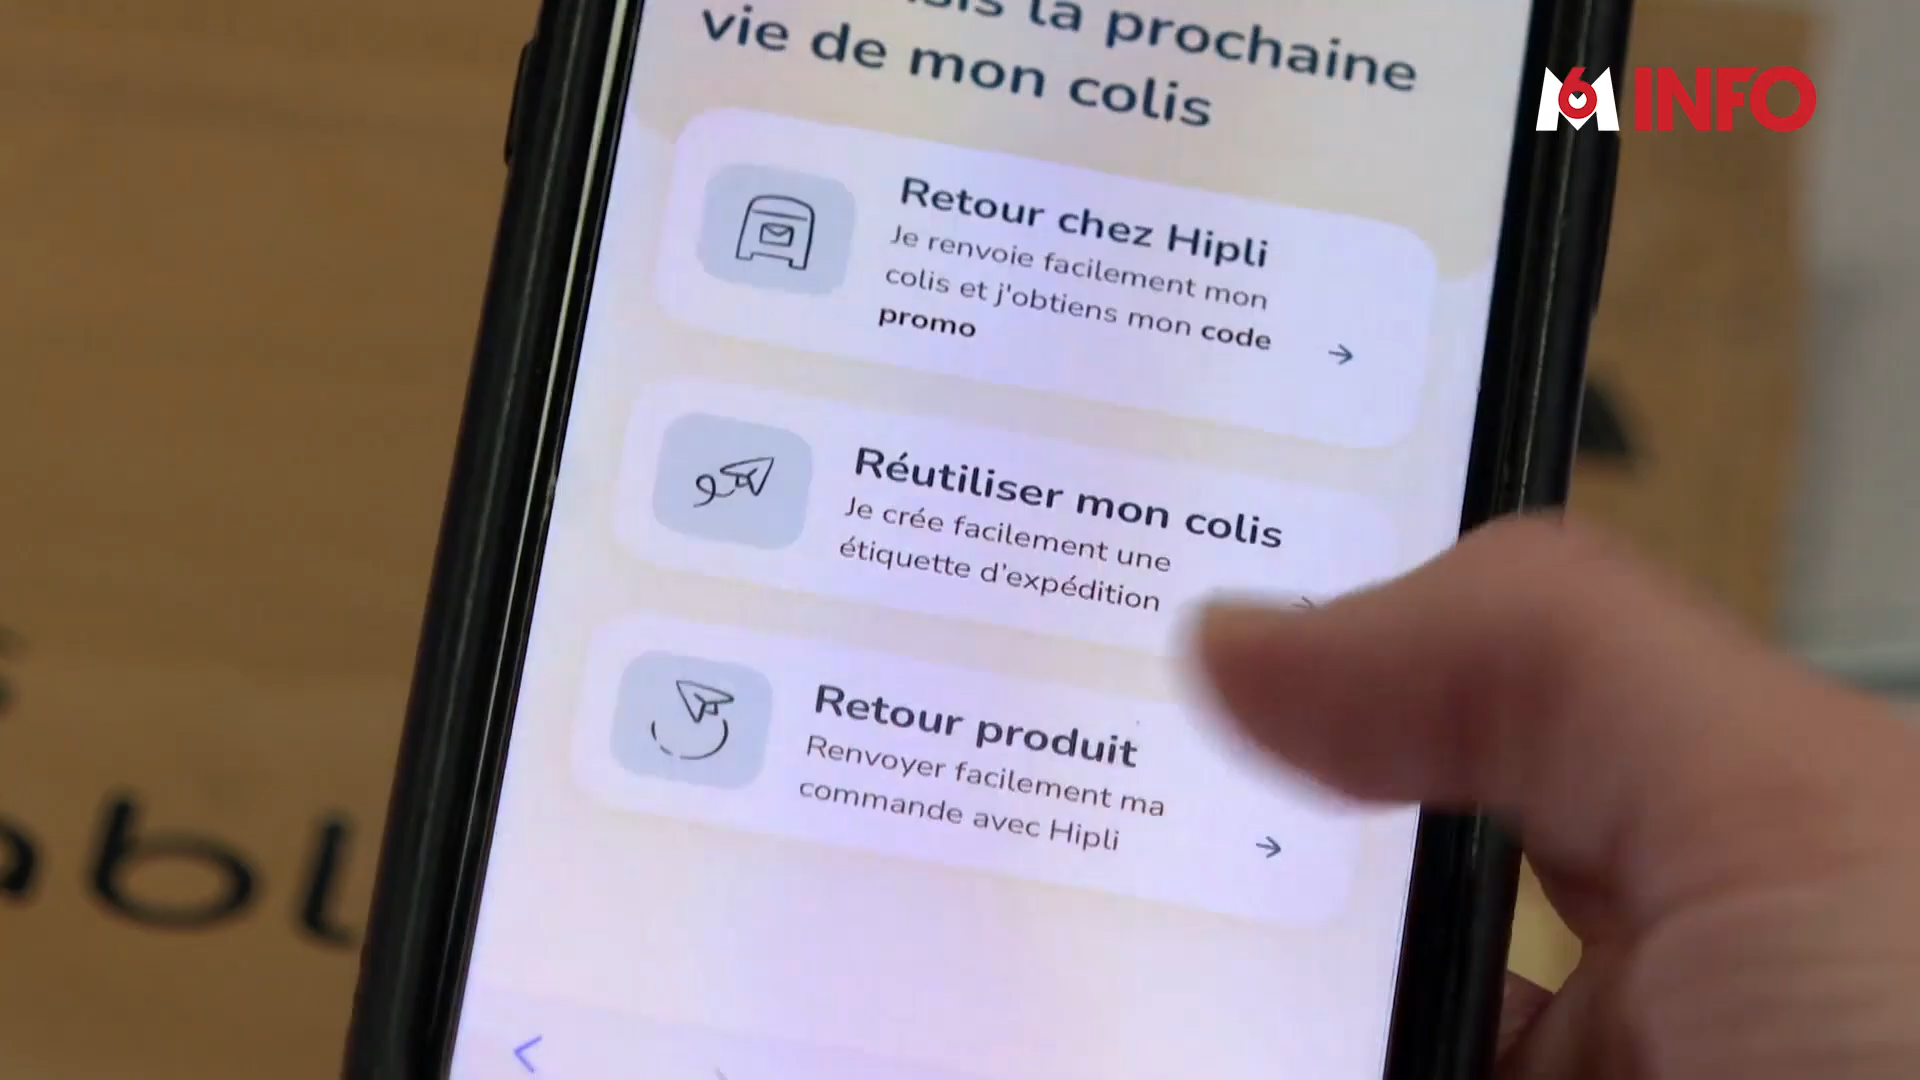 la prochaine
vie de mon colis
M6 INFO
Retour chez Hipli
Je renvoie facilement mon
colis et j'obtiens mon code
promo
Réutiliser mon colis
Je crée facilement une
étiquette d'expédition
Retour produit
Renvoyer facilement ma
commande avec Hipli